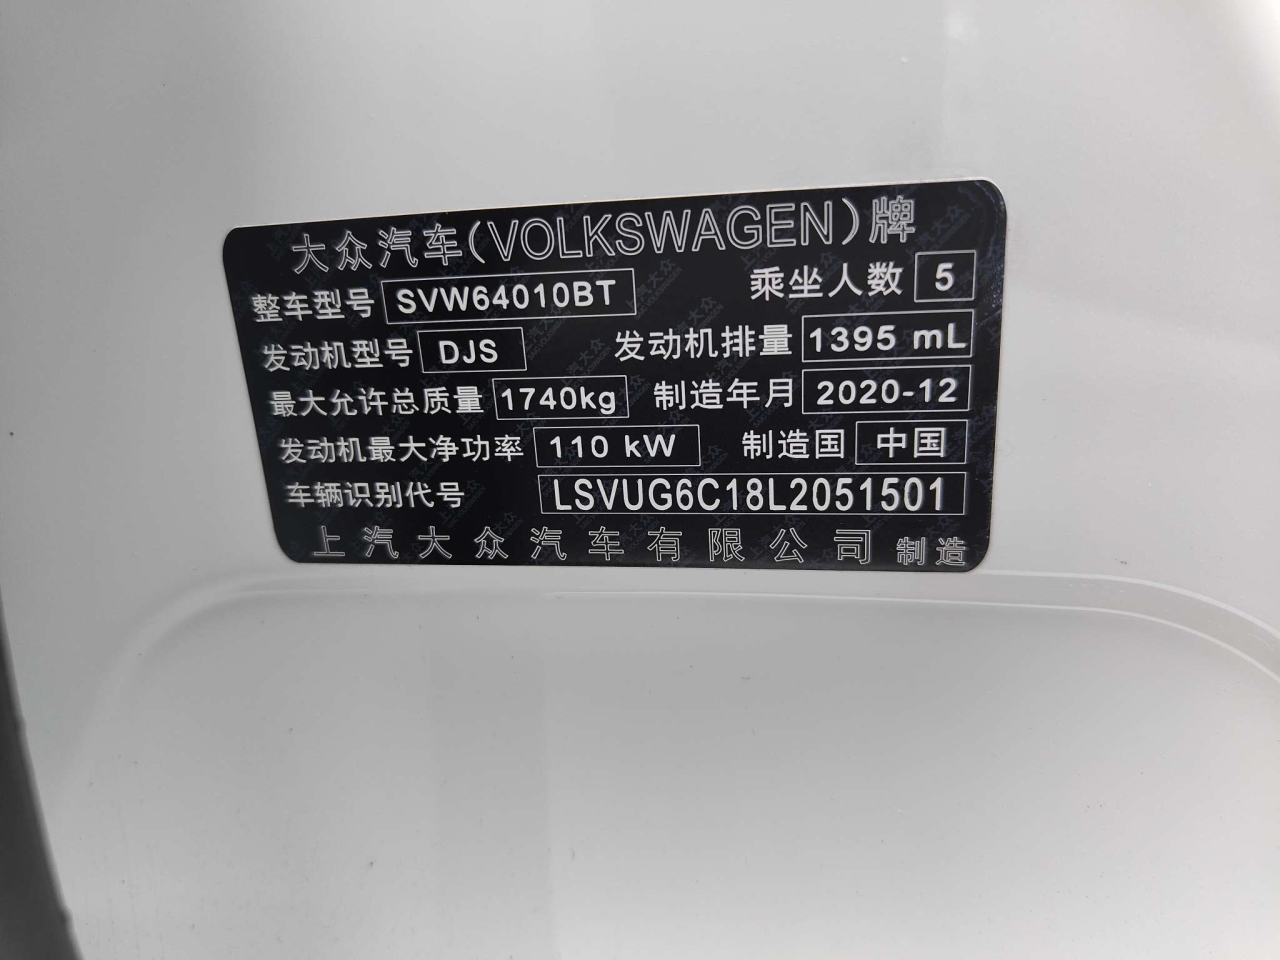 大众汽车(VOLKSWAGEN)牌
整车型号 SVW64010BT 乘坐人数 5
发动机型号 DJS 发动机排量 1395 mL
最大允许总质量 1740kg 制造年月 2020-12
发动机最大净功率 110 kW 制造国 中国
车辆识别代号 LSVUG6C18L2051501
上汽大众汽车有限公司 制造